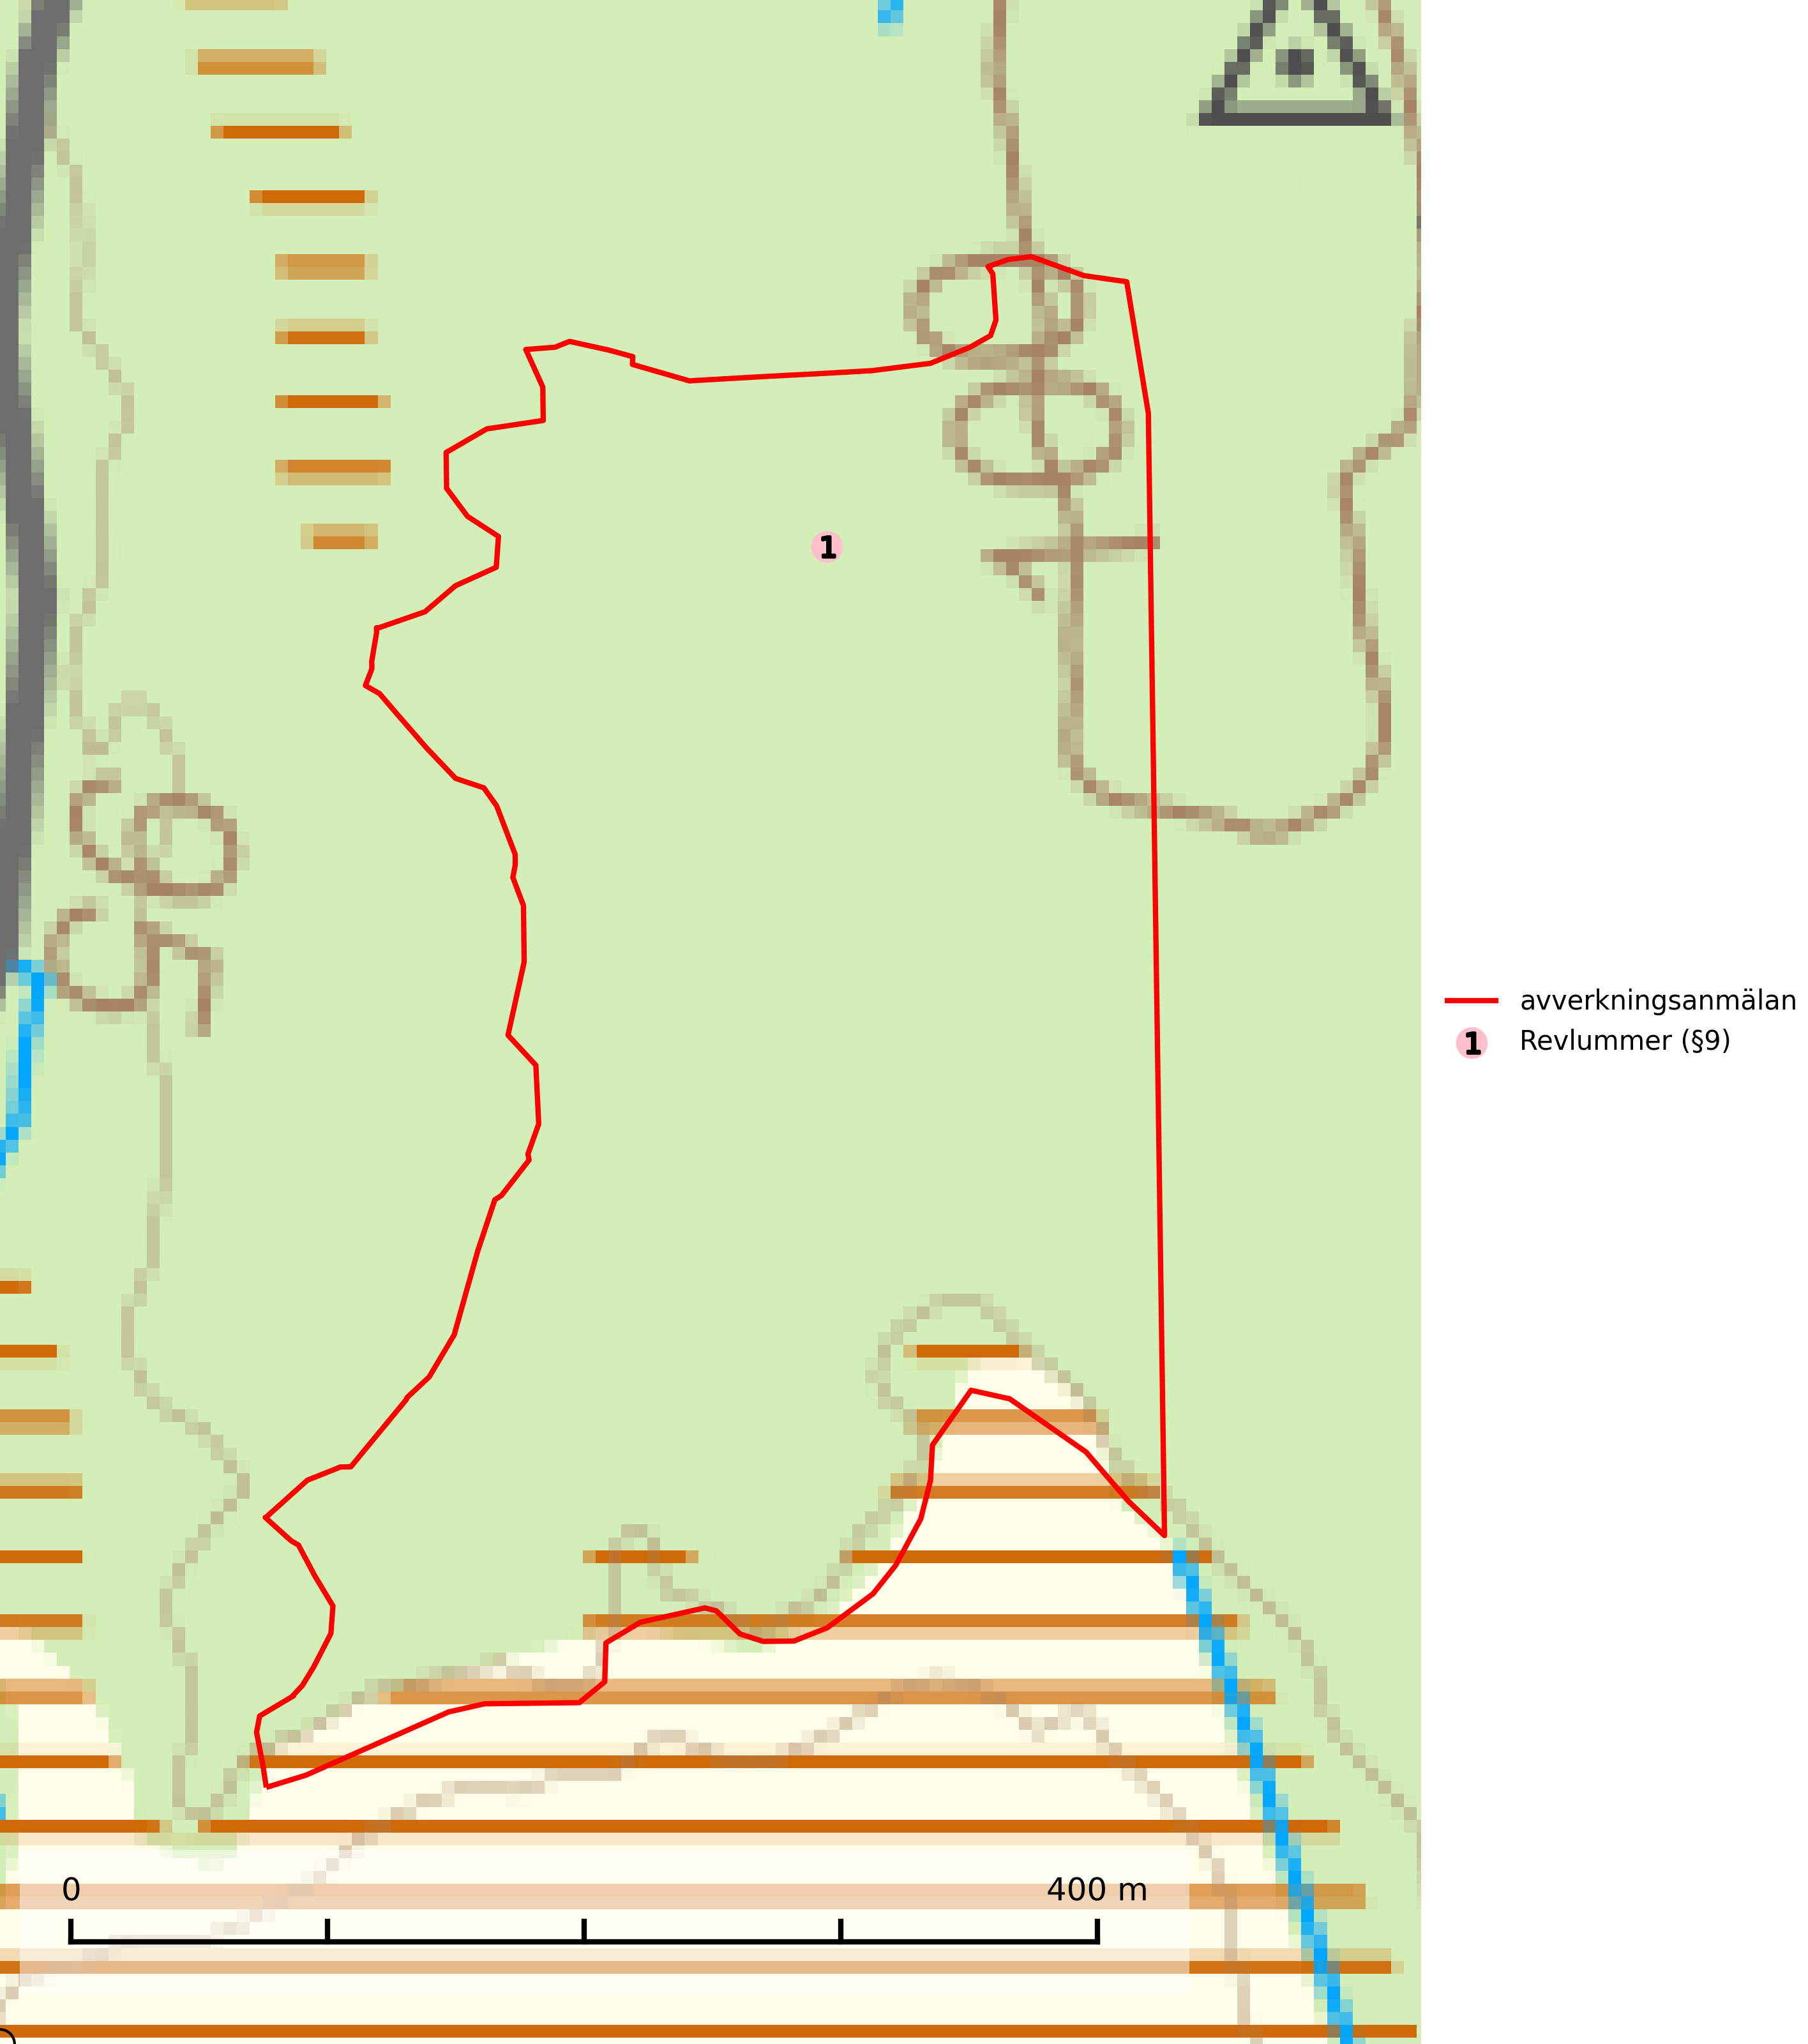 1
avverkningsanmälan
1 Revlummer (§9)
0 400 m